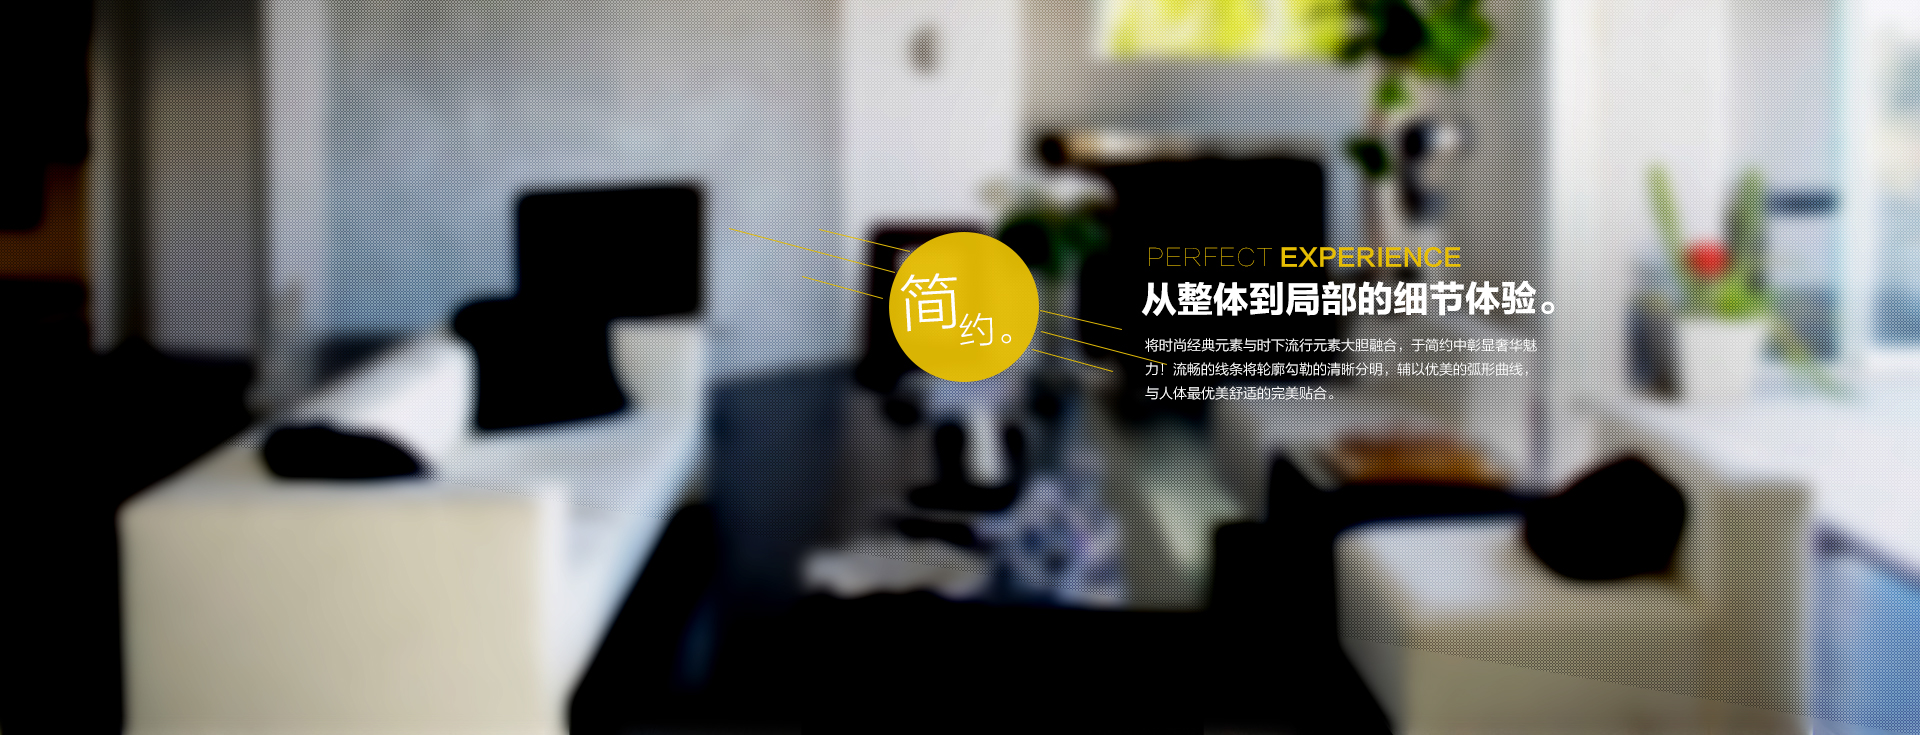 简
约。
PERFECT EXPERIENCE
从整体到局部的细节体验。
将时尚经典元素与时下流行元素大胆融合，于简约中彰显奢华魅
力！流畅的线条将轮廓勾勒的清晰分明，辅以优美的弧形曲线，
与人体最优美舒适的完美贴合。